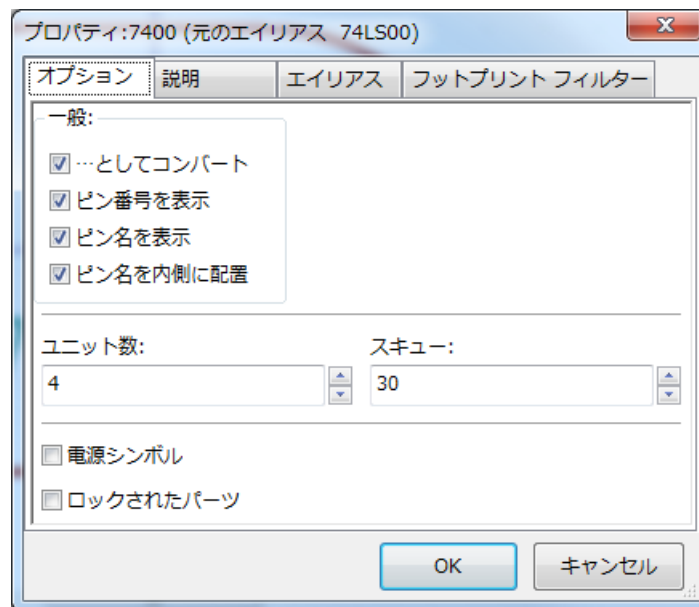 プロパティ:7400 (元のエイリアス 74LS00)
オプション 説明 エイリアス フットプリント フィルター
一般:
…としてコンバート
ピン番号を表示
ピン名を表示
ピン名を内側に配置
ユニット数: スキュー:
4 30
電源シンボル
ロックされたパーツ
OK キャンセル